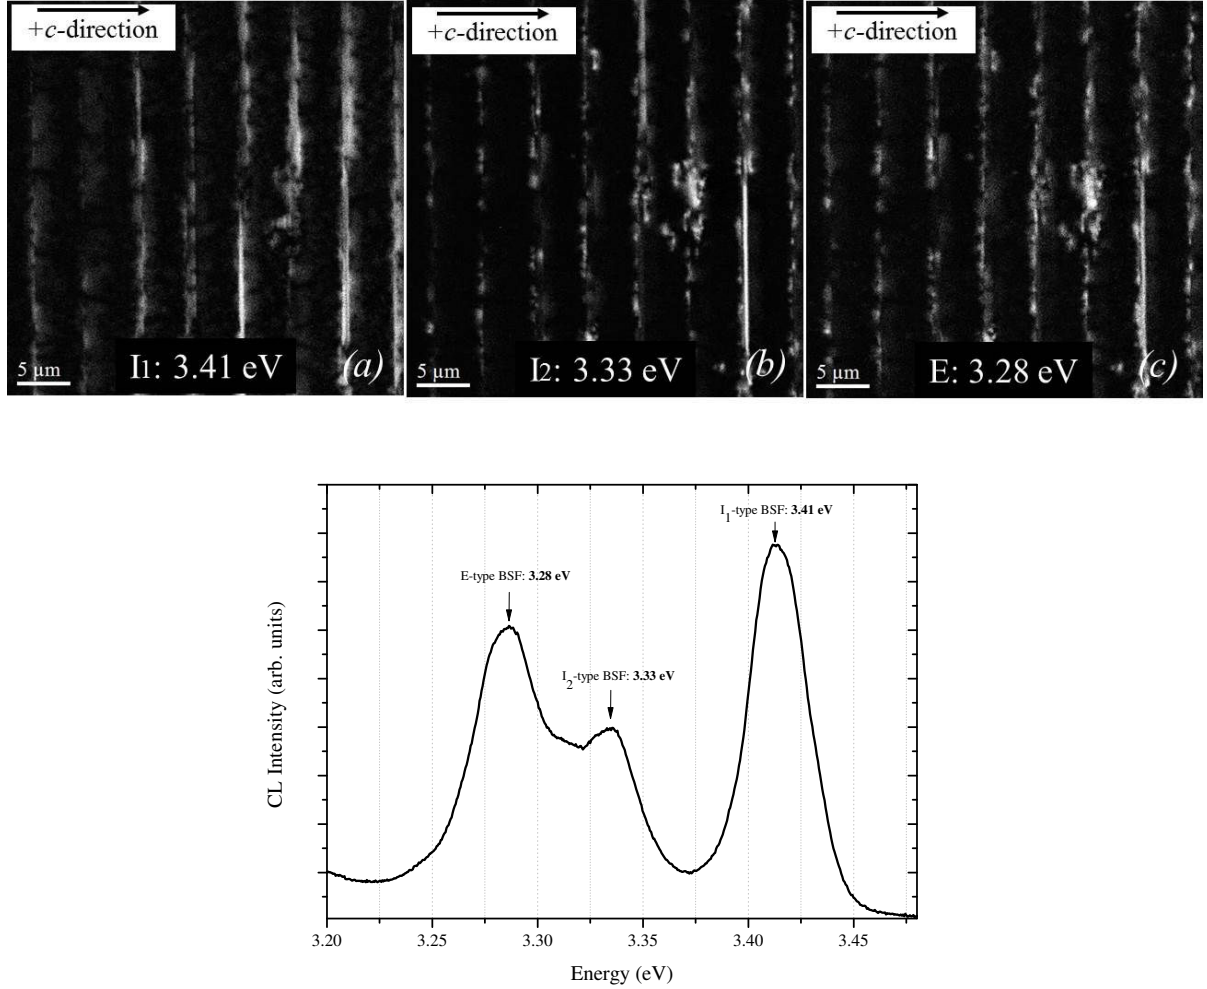 +c-direction
+c-direction
+c-direction
I1: 3.41 eV
(a)
5 μm
I2: 3.33 eV
(b)
5 μm
E: 3.28 eV
(c)
5 μm
I1-type BSF: 3.41 eV
E-type BSF: 3.28 eV
I2-type BSF: 3.33 eV
CL Intensity (arb. units)
3.20 3.25 3.30 3.35 3.40 3.45
Energy (eV)